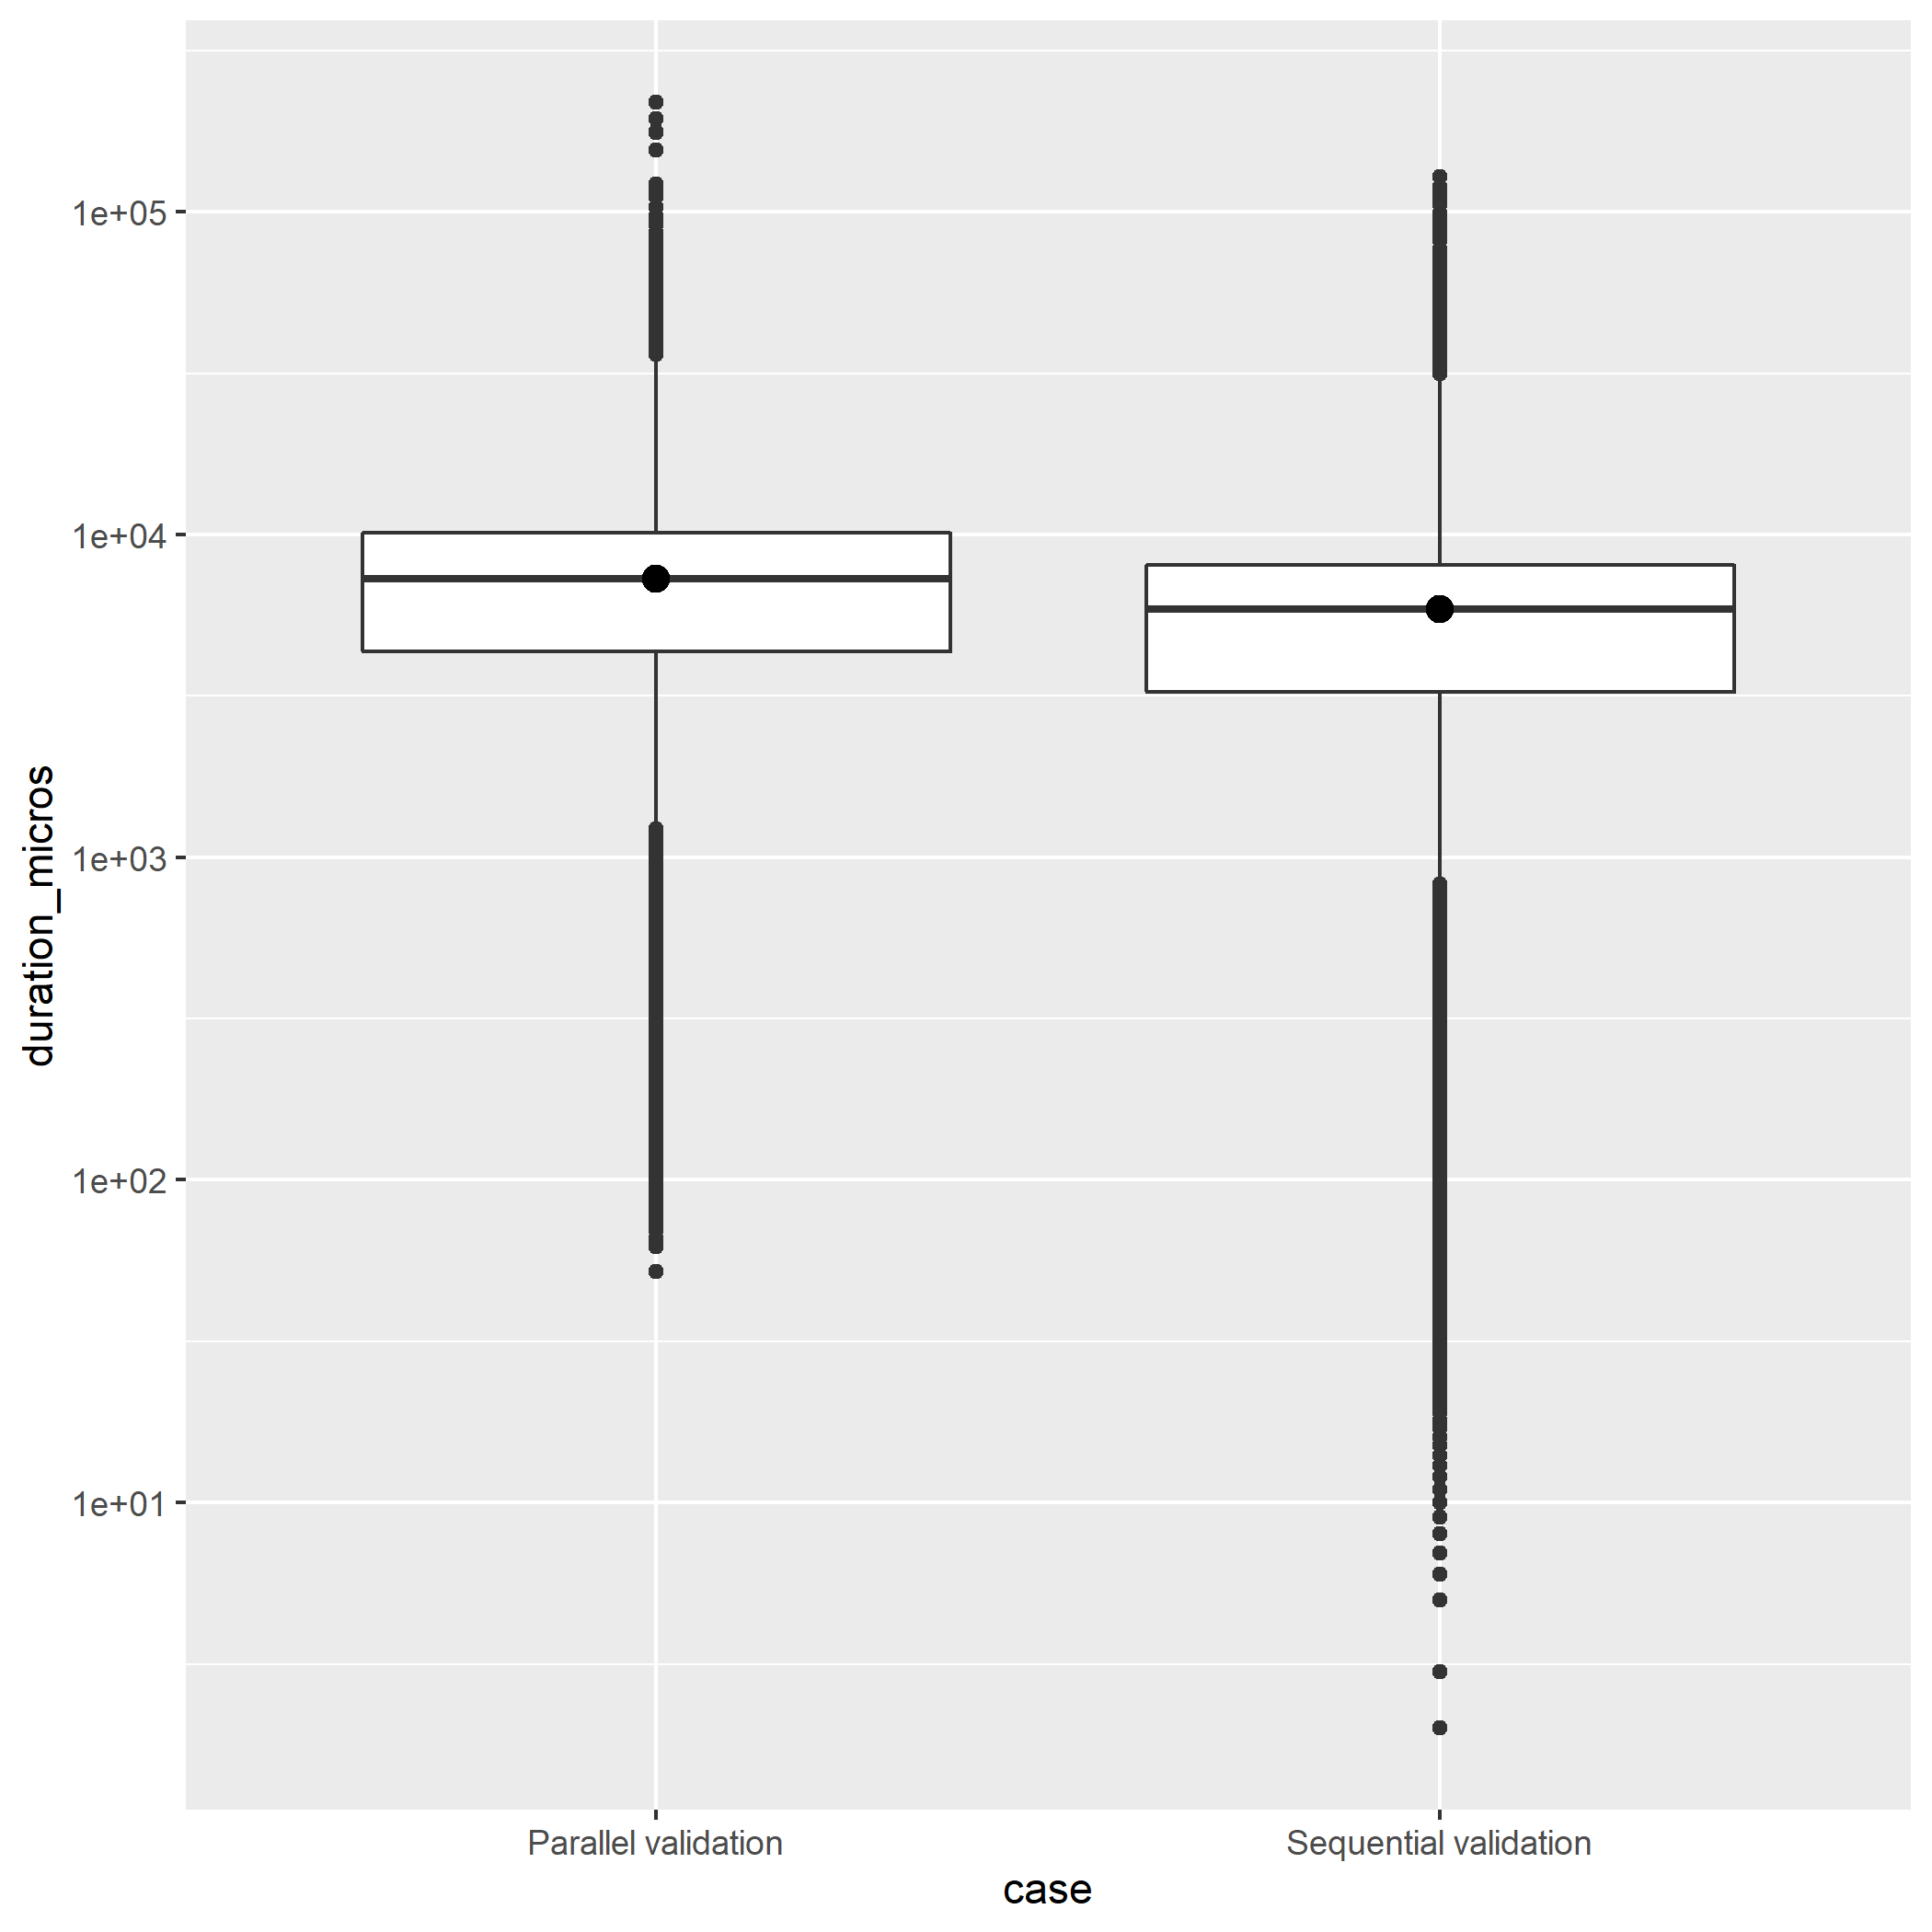 duration_micros
1e+05
1e+04
1e+03
1e+02
1e+01
Parallel validation
Sequential validation
case